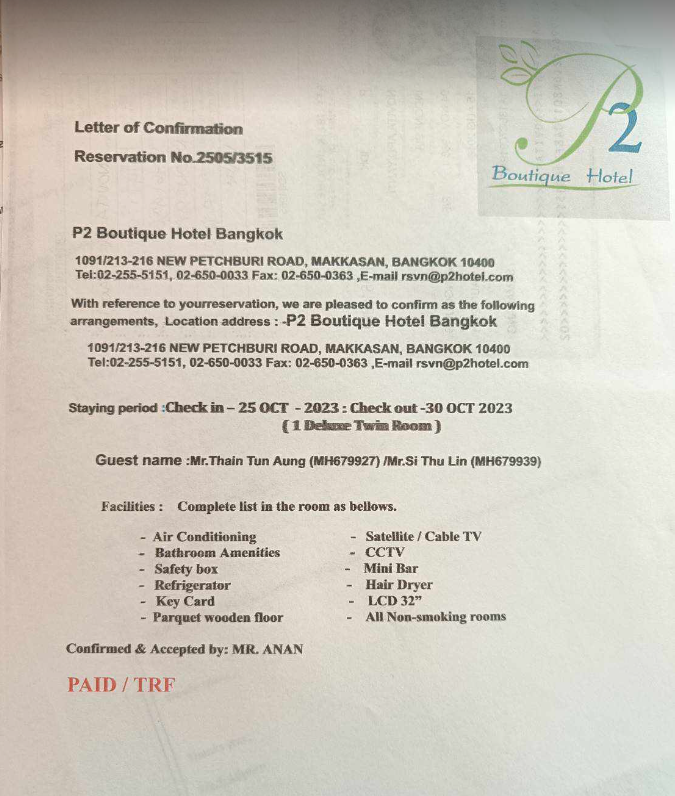 P2
Boutique Hotel
Letter of Confirmation
Reservation No.2505/3515
P2 Boutique Hotel Bangkok
1091/213-216 NEW PETCHBURI ROAD, MAKKASAN, BANGKOK 10400
Tel:02-255-5151, 02-650-0033 Fax: 02-650-0363 ,E-mail rsvn@p2hotel.com
With reference to yourreservation, we are pleased to confirm as the following
arrangements, Location address : -P2 Boutique Hotel Bangkok
1091/213-216 NEW PETCHBURI ROAD, MAKKASAN, BANGKOK 10400
Tel:02-255-5151, 02-650-0033 Fax: 02-650-0363 ,E-mail rsvn@p2hotel.com
Staying period :Check in – 25 OCT - 2023 : Check out -30 OCT 2023
( 1 Deluxe Twin Room )
Guest name :Mr.Thain Tun Aung (MH679927) /Mr.Si Thu Lin (MH679939)
Facilities : Complete list in the room as bellows.
- Air Conditioning - Satellite / Cable TV
- Bathroom Amenities - CCTV
- Safety box - Mini Bar
- Refrigerator - Hair Dryer
- Key Card - LCD 32”
- Parquet wooden floor - All Non-smoking rooms
Confirmed & Accepted by: MR. ANAN
PAID / TRF